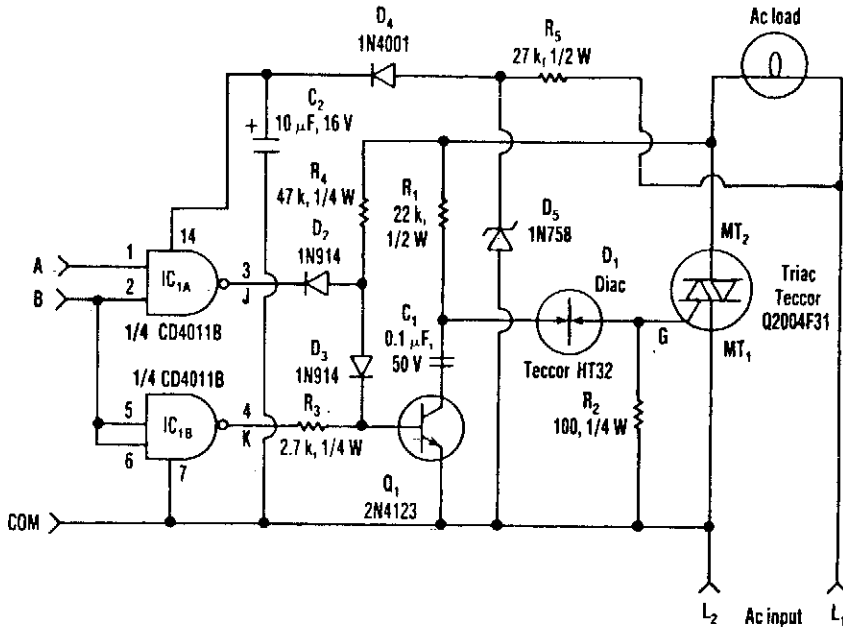 D4
1N4001
R5
27 k, 1/2 W
Ac load
C2
10 μF, 16 V
+
R4
47 k, 1/4 W
R1
22 k,
1/2 W
D5
1N758
D2
1N914
D1
Diac
MT2
Triac
Teccor
Q2004F31
A
1
14
IC1A
3
J
B
2
1/4 CD4011B
C1
0.1 μF,
50 V
Teccor HT32
G
MT1
D3
1N914
1/4 CD4011B
5
IC1B
4
K
6
7
R3
2.7 k, 1/4 W
R2
100, 1/4 W
Q1
2N4123
COM
L2
Ac input
L1